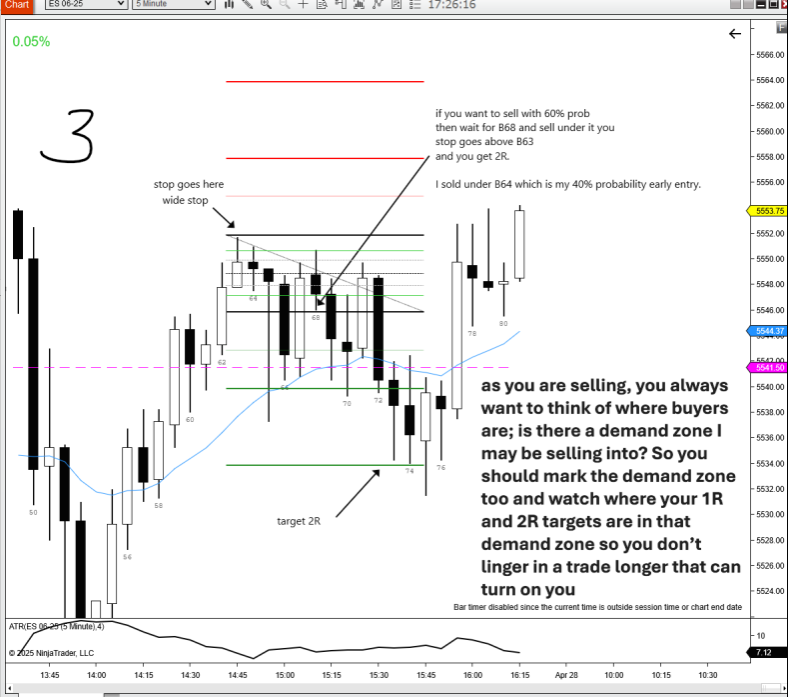 Chart
ES 06-25
5 Minute
17:26:16
0.05%
F
3
5566.00
5564.00
5562.00
5560.00
5558.00
5556.00
5553.75
5552.00
5550.00
5548.00
5546.00
5544.37
5542.00
5541.50
5540.00
5538.00
5536.00
5534.00
5532.00
5530.00
5528.00
5526.00
5524.00
if you want to sell with 60% prob
then wait for B68 and sell under it you
stop goes above B63
and you get 2R.
I sold under B64 which is my 40% probability early entry.
stop goes here
wide stop
50
56
58
60
62
64
66
68
70
72
74
76
78
80
target 2R
as you are selling, you always
want to think of where buyers
are; is there a demand zone I
may be selling into? So you
should mark the demand zone
too and watch where your 1R
and 2R targets are in that
demand zone so you don't
linger in a trade longer that can
turn on you
Bar timer disabled since the current time is outside session time or chart end date
ATR(ES 06-25 (5 Minute),4)
10
7.12
© 2025 NinjaTrader, LLC
13:45
14:00
14:15
14:30
14:45
15:00
15:15
15:30
15:45
16:00
16:15
Apr 28
10:00
10:15
10:30